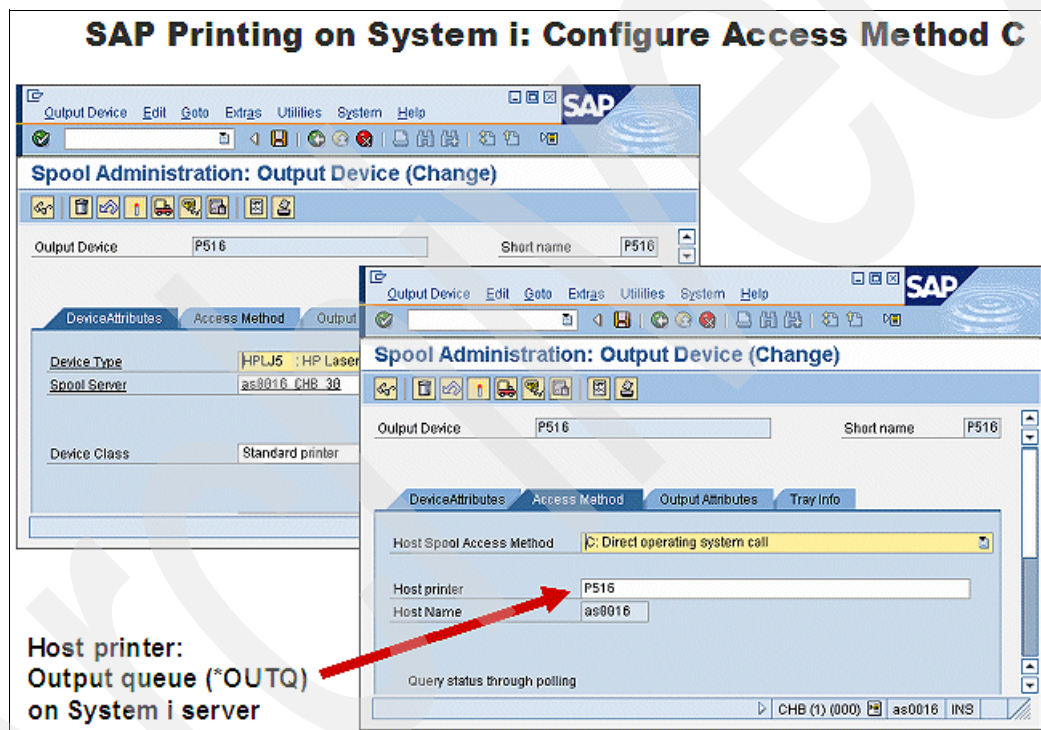 SAP Printing on System i: Configure Access Method C
Output Device Edit Goto Extras Utilities System Help
SAP
Spool Administration: Output Device (Change)
Output Device P516 Short name P516
DeviceAttributes Access Method Output
Device Type HPLJ5 : HP Laser
Spool Server as0016_CHB_30
Device Class Standard printer
Output Device Edit Goto Extras Utilities System Help
SAP
Spool Administration: Output Device (Change)
Output Device P516 Short name P516
DeviceAttributes Access Method Output Attributes Tray Info
Host Spool Access Method C: Direct operating system call
Host printer P516
Host Name as0016
Query status through polling
CHB (1) (000) as0016 INS
Host printer:
Output queue (*OUTQ)
on System i server